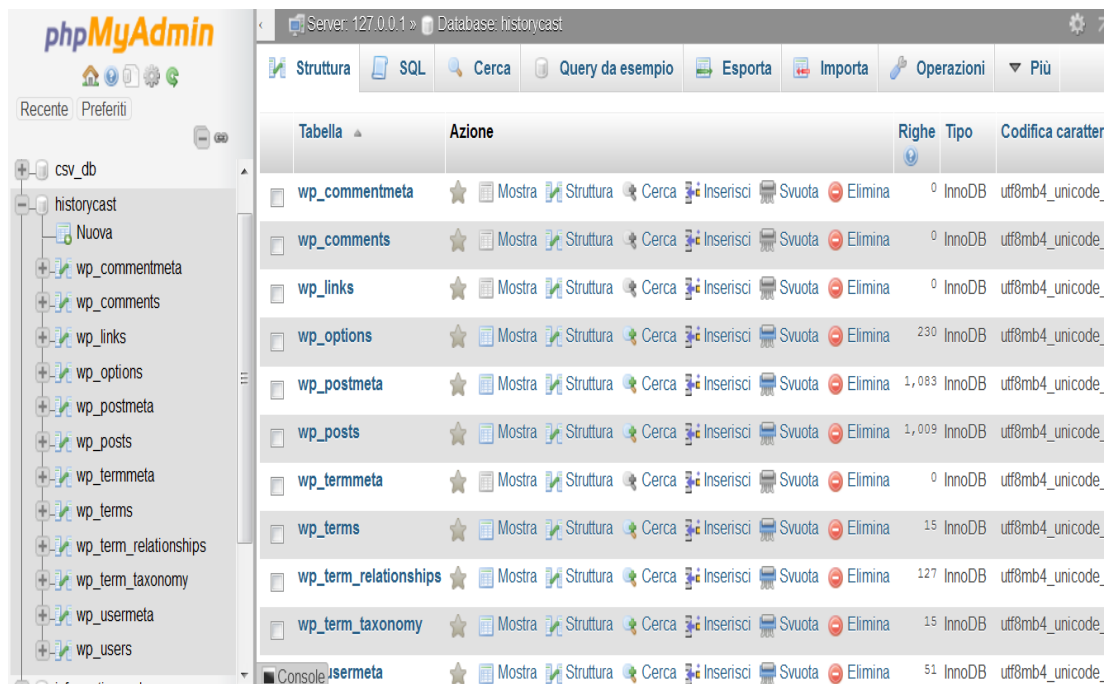 phpMyAdmin
Recente Preferiti
csv_db
historycast
Nuova
wp_commentmeta
wp_comments
wp_links
wp_options
wp_postmeta
wp_posts
wp_termmeta
wp_terms
wp_term_relationships
wp_term_taxonomy
wp_usermeta
wp_users
Server: 127.0.0.1 » Database: historycast
Struttura SQL Cerca Query da esempio Esporta Importa Operazioni Più
Tabella Azione Righe Tipo Codifica caratter
wp_commentmeta Mostra Struttura Cerca Inserisci Svuota Elimina 0 InnoDB utf8mb4_unicode_
wp_comments Mostra Struttura Cerca Inserisci Svuota Elimina 0 InnoDB utf8mb4_unicode_
wp_links Mostra Struttura Cerca Inserisci Svuota Elimina 0 InnoDB utf8mb4_unicode_
wp_options Mostra Struttura Cerca Inserisci Svuota Elimina 230 InnoDB utf8mb4_unicode_
wp_postmeta Mostra Struttura Cerca Inserisci Svuota Elimina 1,083 InnoDB utf8mb4_unicode_
wp_posts Mostra Struttura Cerca Inserisci Svuota Elimina 1,009 InnoDB utf8mb4_unicode_
wp_termmeta Mostra Struttura Cerca Inserisci Svuota Elimina 0 InnoDB utf8mb4_unicode_
wp_terms Mostra Struttura Cerca Inserisci Svuota Elimina 15 InnoDB utf8mb4_unicode_
wp_term_relationships Mostra Struttura Cerca Inserisci Svuota Elimina 127 InnoDB utf8mb4_unicode_
wp_term_taxonomy Mostra Struttura Cerca Inserisci Svuota Elimina 15 InnoDB utf8mb4_unicode_
usermeta Mostra Struttura Cerca Inserisci Svuota Elimina 51 InnoDB utf8mb4_unicode_
Console